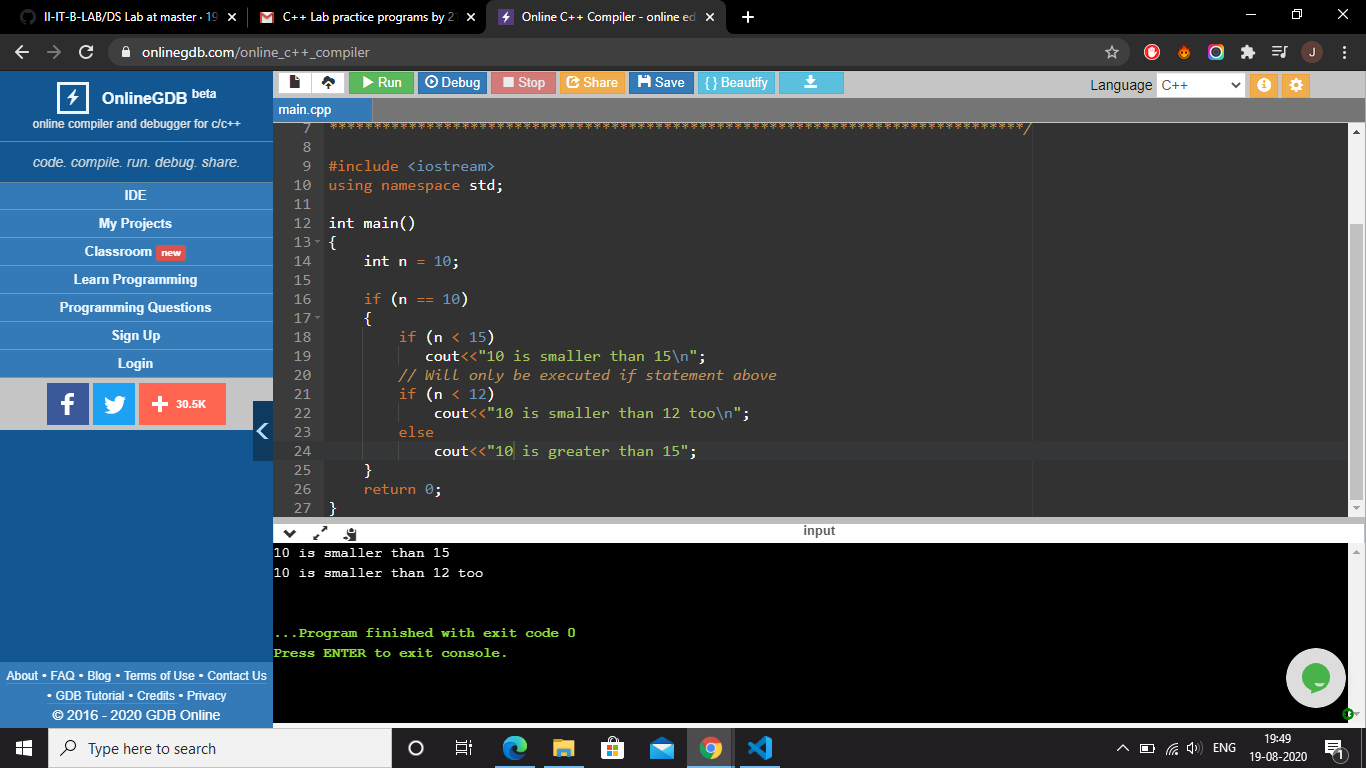 II-IT-B-LAB/DS Lab at master · 19
C++ Lab practice programs by 2
Online C++ Compiler - online ed
onlinegdb.com/online_c++_compiler
J
OnlineGDB beta
online compiler and debugger for c/c++
code. compile. run. debug. share.
IDE
My Projects
Classroom new
Learn Programming
Programming Questions
Sign Up
Login
f
+ 30.5K
About • FAQ • Blog • Terms of Use • Contact Us
• GDB Tutorial • Credits • Privacy
© 2016 - 2020 GDB Online
Run Debug Stop Share Save { } Beautify
Language C++
main.cpp
7 *******************************************************************************/
8
9 #include <iostream>
10 using namespace std;
11
12 int main()
13 {
14 int n = 10;
15
16 if (n == 10)
17 {
18 if (n < 15)
19 cout<<"10 is smaller than 15\n";
20 // Will only be executed if statement above
21 if (n < 12)
22 cout<<"10 is smaller than 12 too\n";
23 else
24 cout<<"10 is greater than 15";
25 }
26 return 0;
27 }
input
10 is smaller than 15
10 is smaller than 12 too
...Program finished with exit code 0
Press ENTER to exit console.
Type here to search
ENG
19:49
19-08-2020
1